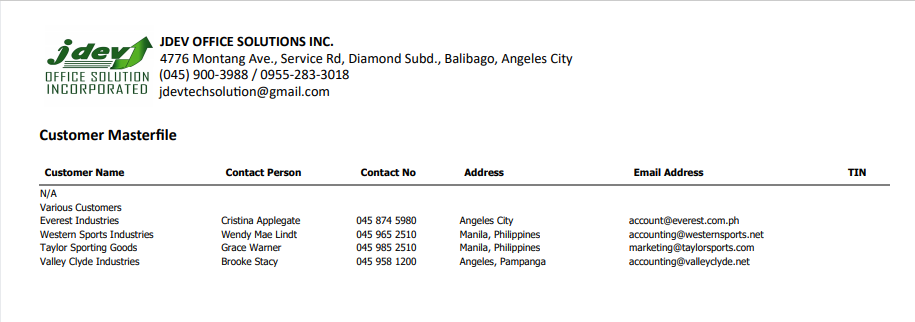 jdev
OFFICE SOLUTION
INCORPORATED
JDEV OFFICE SOLUTIONS INC.
4776 Montang Ave., Service Rd, Diamond Subd., Balibago, Angeles City
(045) 900-3988 / 0955-283-3018
jdevtechsolution@gmail.com
Customer Masterfile
Customer Name Contact Person Contact No Address Email Address TIN
N/A
Various Customers
Everest Industries Cristina Applegate 045 874 5980 Angeles City account@everest.com.ph
Western Sports Industries Wendy Mae Lindt 045 965 2510 Manila, Philippines accounting@westernsports.net
Taylor Sporting Goods Grace Warner 045 985 2510 Manila, Philippines marketing@taylorsports.com
Valley Clyde Industries Brooke Stacy 045 958 1200 Angeles, Pampanga accounting@valleyclyde.net